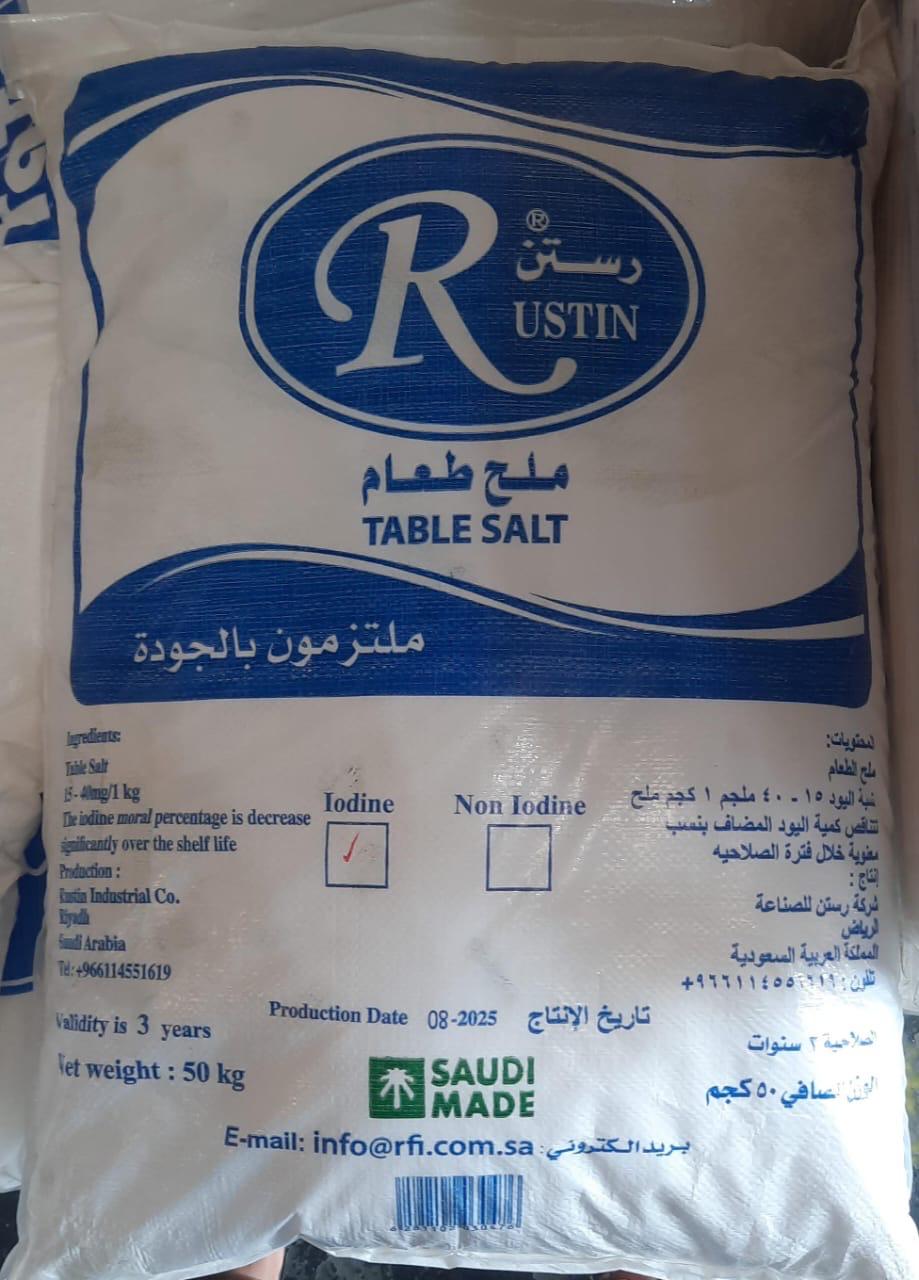 R
®
رستن
USTIN
ملح طعام
TABLE SALT
ملتزمون بالجودة
Ingredients:
Table Salt
15 - 40mg/1 kg
The iodine moral percentage is decrease
significantly over the shelf life
Production :
Rustin Industrial Co.
Riyadh
Saudi Arabia
Tel: +966114551619
Iodine
Non Iodine
المحتويات:
ملح الطعام
نسبة اليود ١٥ - ٤٠ ملجم ١ كجم ملح
تتناقص كمية اليود المضاف بنسب
معنوية خلال فترة الصلاحيه
إنتاج :
شركة رستن للصناعة
الرياض
المملكة العربية السعودية
تلفون: ٩٦٦١١٤٥٥١٦١٩+
Production Date 08-2025 تاريخ الإنتاج
Validity is 3 years
Net weight : 50 kg
الصلاحية ٣ سنوات
الوزن الصافي ٥٠ كجم
SAUDI
MADE
E-mail: info@rfi.com.sa :بريد الكتروني